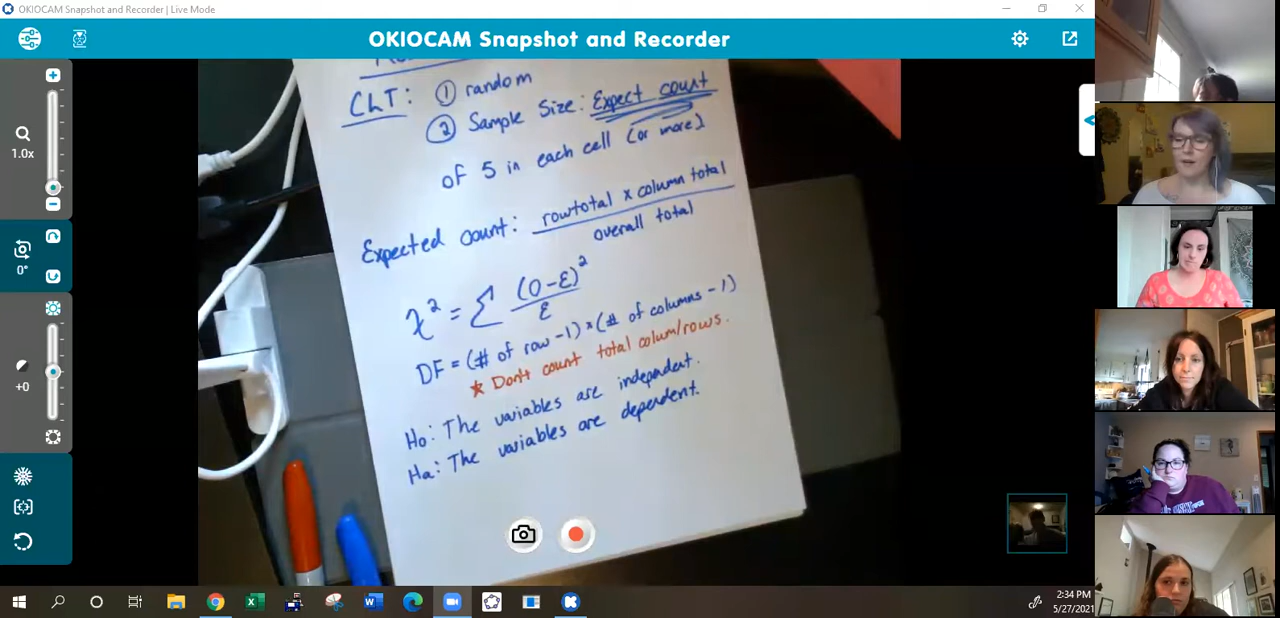 OKIOCAM Snapshot and Recorder | Live Mode
OKIOCAM Snapshot and Recorder
1.0x
0°
+0
CLT: ① random
② Sample Size: Expect count
of 5 in each cell (or more)
Expected count: rowtotal x column total
overall total
χ² = Σ (O-E)²
E
DF = (# of row -1) x (# of columns -1)
* Don't count total colum/rows.
Ho: The variables are independent.
Ha: The variables are dependent.
2:34 PM
5/27/2021